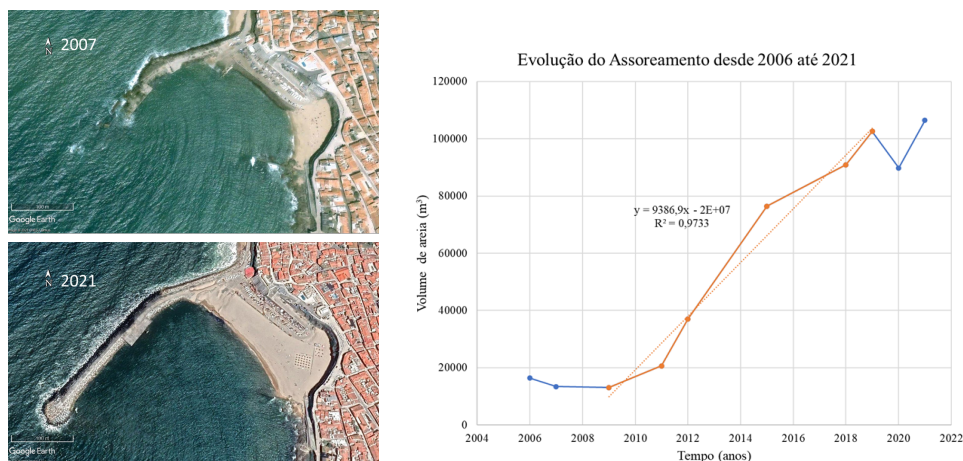 2007
N
100 m
Google Earth
2021
N
100 m
Google Earth
Evolução do Assoreamento desde 2006 até 2021
120000
100000
80000
60000
40000
20000
0
Volume de areia (m³)
y = 9386,9x - 2E+07
R² = 0,9733
2004
2006
2008
2010
2012
2014
2016
2018
2020
2022
Tempo (anos)